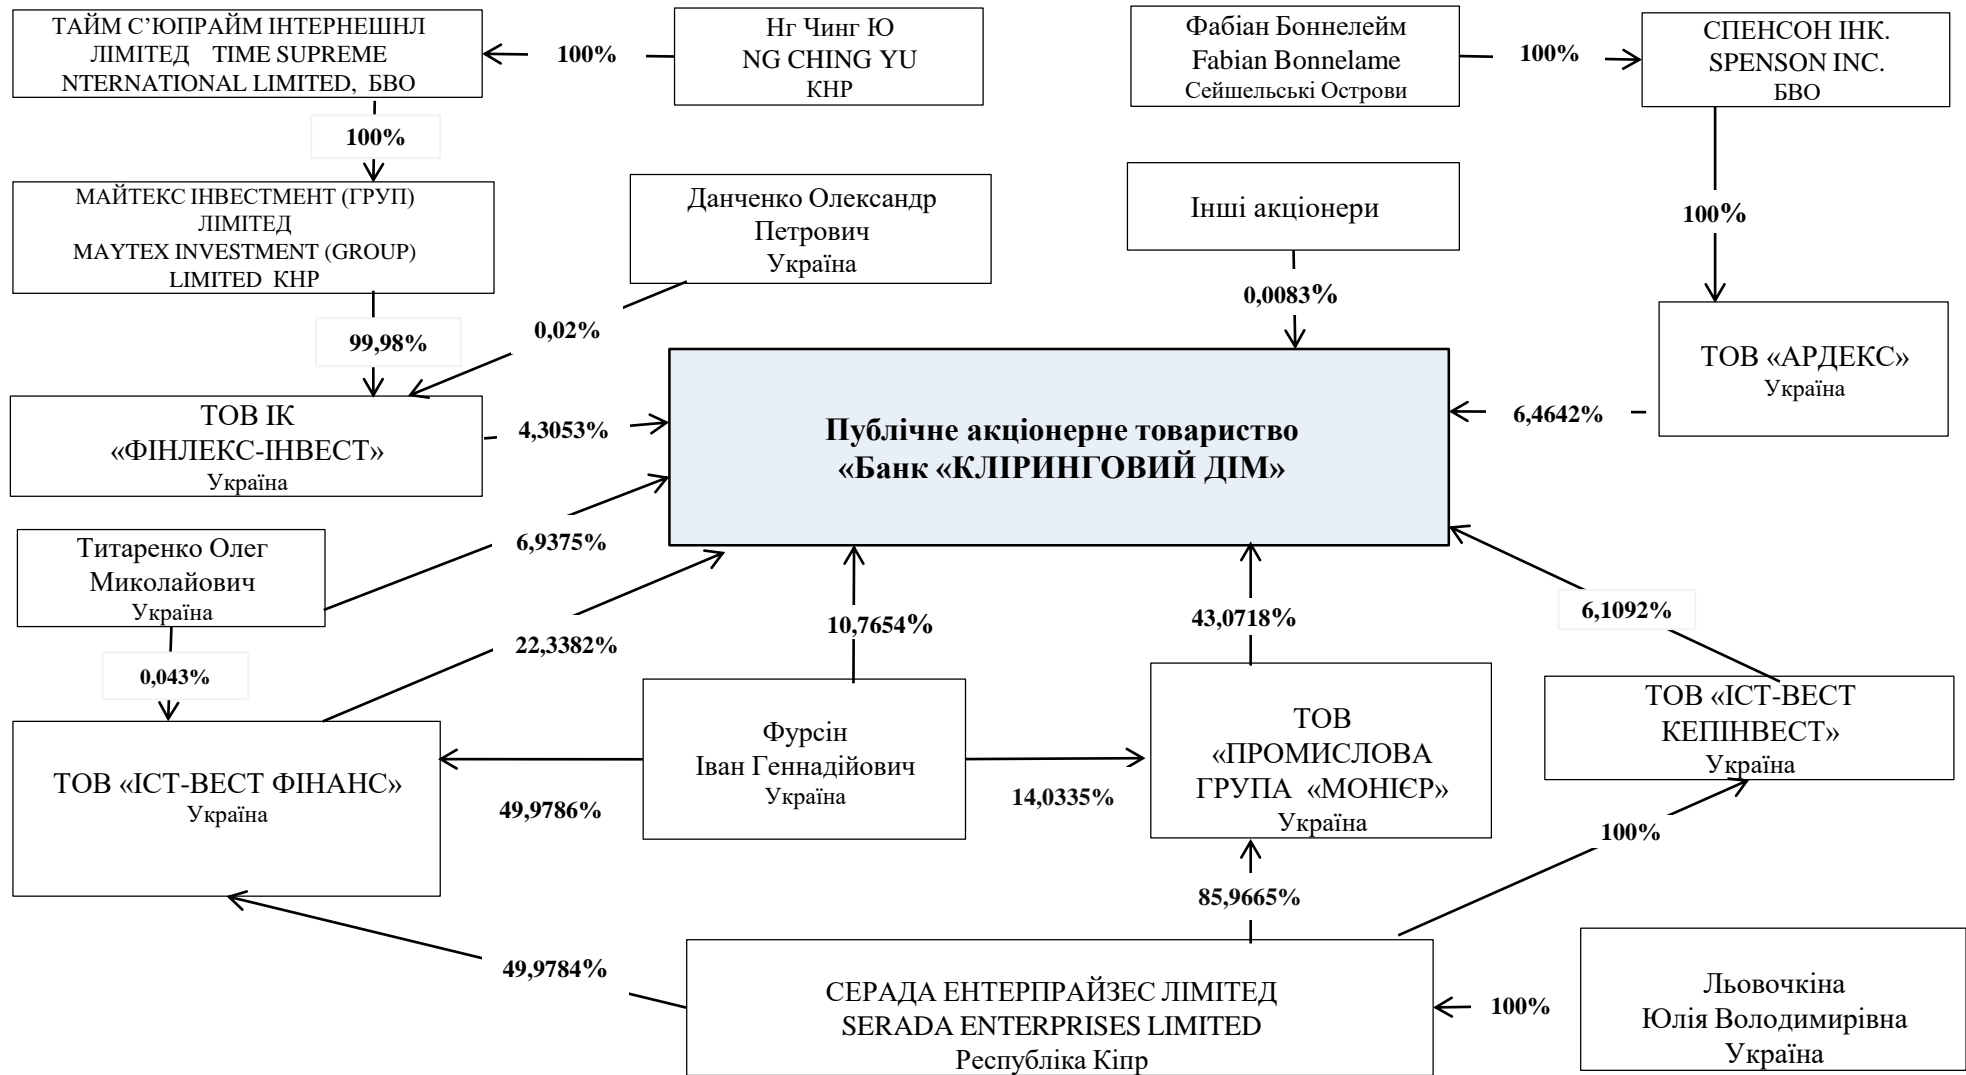 ТАЙМ С’ЮПРАЙМ ІНТЕРНЕШНЛ
ЛІМІТЕД TIME SUPREME
NTERNATIONAL LIMITED, БВО
100%
Нг Чинг Ю
NG CHING YU
КНР
Фабіан Боннелейм
Fabian Bonnelame
Сейшельські Острови
100%
СПЕНСОН ІНК.
SPENSON INC.
БВО
100%
МАЙТЕКС ІНВЕСТМЕНТ (ГРУП)
ЛІМІТЕД
MAYTEX INVESTMENT (GROUP)
LIMITED КНР
Данченко Олександр
Петрович
Україна
Інші акціонери
100%
0,0083%
99,98%
0,02%
ТОВ «АРДЕКС»
Україна
ТОВ ІК
«ФІНЛЕКС-ІНВЕСТ»
Україна
4,3053%
Публічне акціонерне товариство
«Банк «КЛІРИНГОВИЙ ДІМ»
6,4642%
Титаренко Олег
Миколайович
Україна
6,9375%
0,043%
22,3382%
10,7654%
43,0718%
6,1092%
ТОВ «ІСТ-ВЕСТ ФІНАНС»
Україна
49,9786%
Фурсін
Іван Геннадійович
Україна
14,0335%
ТОВ
«ПРОМИСЛОВА
ГРУПА «МОНІЄР»
Україна
ТОВ «ІСТ-ВЕСТ
КЕПІНВЕСТ»
Україна
100%
85,9665%
49,9784%
СЕРАДА ЕНТЕРПРАЙЗЕС ЛІМІТЕД
SERADA ENTERPRISES LIMITED
Республіка Кіпр
100%
Льовочкіна
Юлія Володимирівна
Україна